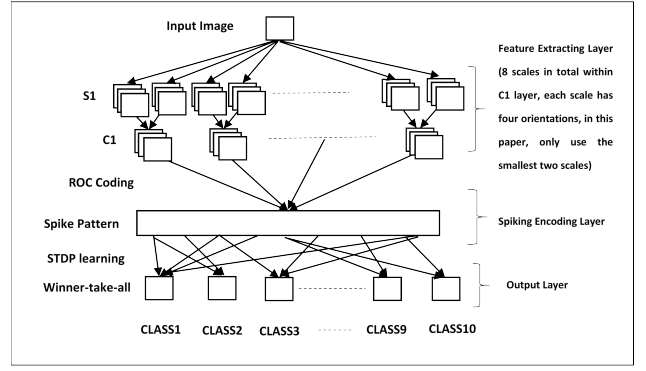 Input Image
Feature Extracting Layer
(8 scales in total within
C1 layer, each scale has
four orientations, in this
paper, only use the
smallest two scales)
S1
C1
ROC Coding
Spike Pattern
Spiking Encoding Layer
STDP learning
Winner-take-all
Output Layer
CLASS1 CLASS2 CLASS3 CLASS9 CLASS10